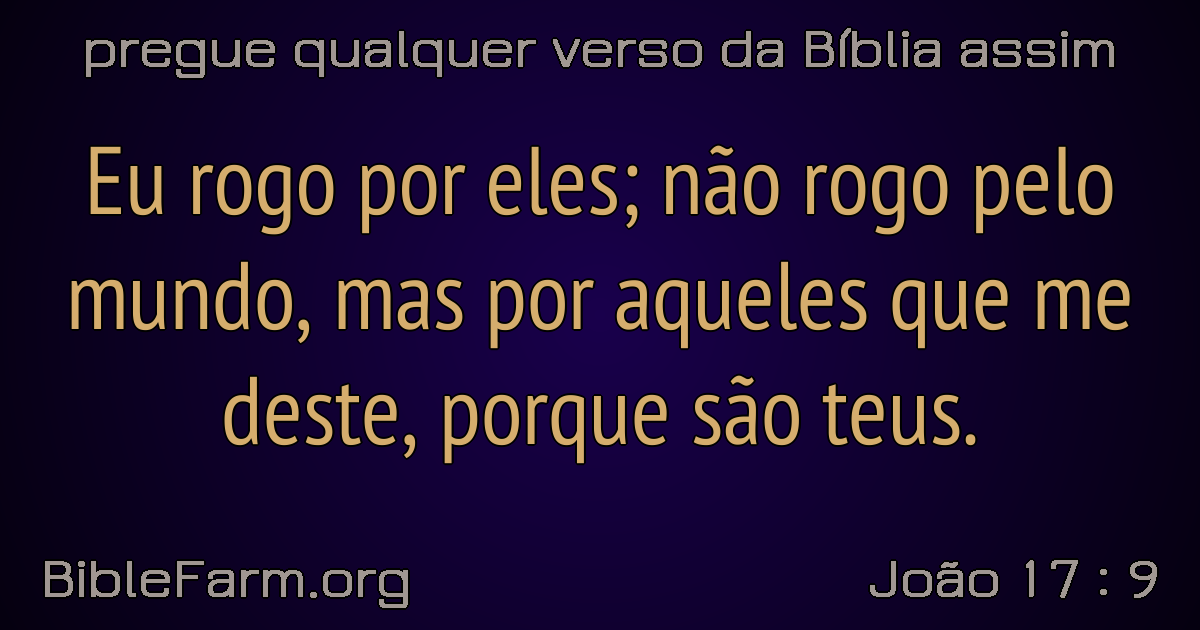 pregue qualquer verso da Bíblia assim
Eu rogo por eles; não rogo pelo
mundo, mas por aqueles que me
deste, porque são teus.
BibleFarm.org
João 17 : 9